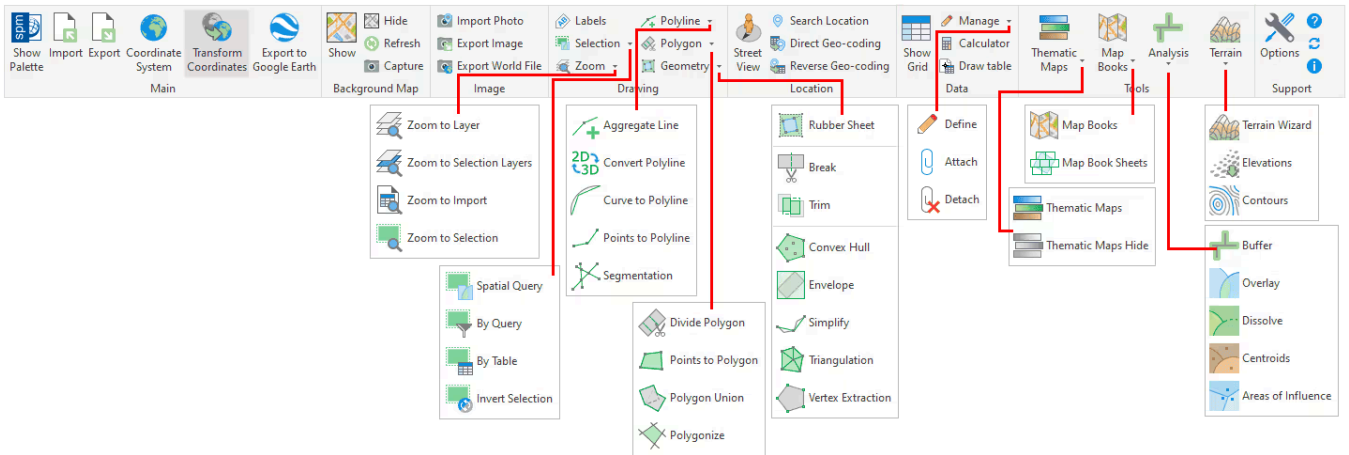 spm
Show Palette
Import
Export
Coordinate System
Transform Coordinates
Export to Google Earth
Main
Show
Hide
Refresh
Capture
Background Map
Import Photo
Export Image
Export World File
Image
Labels
Selection
Zoom
Polyline
Polygon
Geometry
Drawing
Street View
Search Location
Direct Geo-coding
Reverse Geo-coding
Location
Show Grid
Manage
Calculator
Draw table
Data
Thematic Maps
Map Books
Analysis
Terrain
Tools
Options
Support
Zoom to Layer
Zoom to Selection Layers
Zoom to Import
Zoom to Selection
Spatial Query
By Query
By Table
Invert Selection
Aggregate Line
2D
3D
Convert Polyline
Curve to Polyline
Points to Polyline
Segmentation
Divide Polygon
Points to Polygon
Polygon Union
Polygonize
Rubber Sheet
Break
Trim
Convex Hull
Envelope
Simplify
Triangulation
Vertex Extraction
Define
Attach
Detach
Map Books
Map Book Sheets
Thematic Maps
Thematic Maps Hide
Terrain Wizard
Elevations
Contours
Buffer
Overlay
Dissolve
Centroids
Areas of Influence